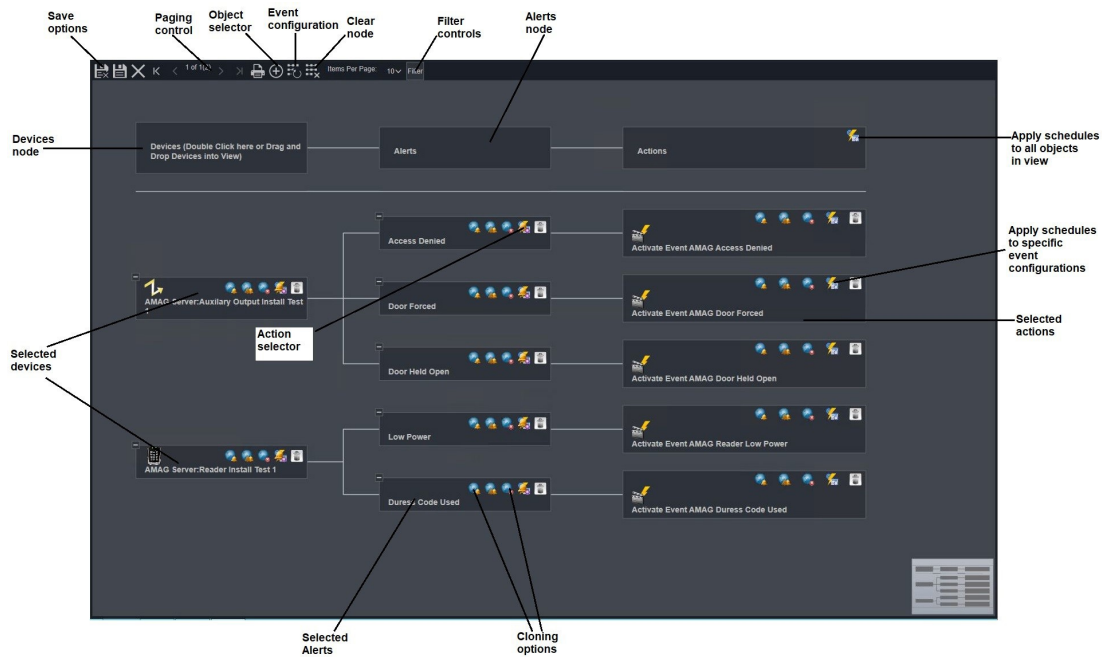 Save
options
Paging
control
Object
selector
Event
configuration
Clear
node
Filter
controls
Alerts
node
1 of 1(2)
Items Per Page:
10
Filter
Devices
node
Devices (Double Click here or Drag and
Drop Devices into View)
Alerts
Actions
Apply schedules
to all objects
in view
Access Denied
Activate Event AMAG Access Denied
Apply schedules
to specific
event
configurations
AMAG Server:Auxilary Output Install Test
1
Door Forced
Activate Event AMAG Door Forced
Selected
actions
Action
selector
Selected
devices
Door Held Open
Activate Event AMAG Door Held Open
Low Power
Activate Event AMAG Reader Low Power
AMAG Server:Reader Install Test 1
Duress Code Used
Activate Event AMAG Duress Code Used
Selected
Alerts
Cloning
options